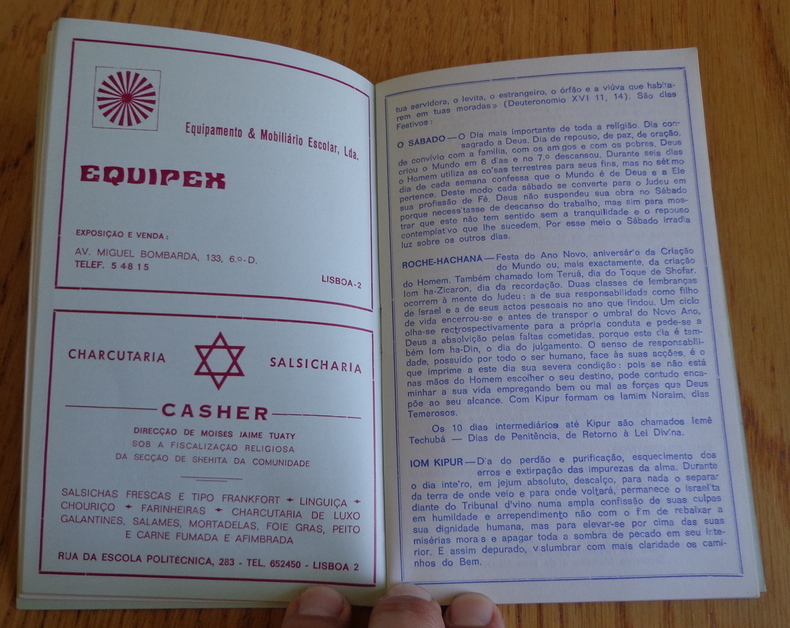 Equipamento & Mobiliário Escolar, Lda.
EQUIPEX
EXPOSIÇÃO E VENDA:
AV. MIGUEL BOMBARDA, 133, 6.º-D.
TELEF. 5 48 15
LISBOA-2
CHARCUTARIA
SALSICHARIA
CASHER
DIRECÇÃO DE MOISES JAIME TUATY
SOB A FISCALIZAÇÃO RELIGIOSA
DA SECÇÃO DE SHEHITA DA COMUNIDADE
SALSICHAS FRESCAS E TIPO FRANKFORT + LINGUIÇA +
CHOURIÇO + FARINHEIRAS + CHARCUTARIA DE LUXO
GALANTINES, SALAMES, MORTADELAS, FOIE GRAS, PEITO
E CARNE FUMADA E AFIMBRADA
RUA DA ESCOLA POLITECNICA, 283 - TEL. 652450 - LISBOA 2
tua servidora, o levita, o estrangeiro, o órfão e a viúva que habita-
rem em tuas moradas» (Deuteronomio XVI 11, 14). São dias
Festivos:
O SÁBADO — O Dia mais importante de toda a religião. Dia con-
sagrado a Deus. Dia de repouso, de paz, de oração,
de convívio com a família, com os amigos e com os pobres. Deus
criou o Mundo em 6 dias e no 7.º descansou. Durante seis dias
o Homem utiliza as coisas terrestres para seus fins, mas no sétimo
dia de cada semana confessa que o Mundo é de Deus e a Ele
pertence. Deste modo cada sábado se converte para o Judeu em
sua profissão de Fé. Deus não suspendeu sua obra no Sábado
porque necessitasse de descanso do trabalho, mas sim para mos-
trar que este não tem sentido sem a tranquilidade e o repouso
contemplativo que lhe sucedem. Por esse meio o Sábado irradia
luz sobre os outros dias.
ROCHE-HACHANÁ — Festa do Ano Novo, aniversário da Criação
do Mundo ou, mais exactamente, da criação
do Homem. Também chamado Iom Teruá, dia do Toque de Shofar.
Iom ha-Zicaron, dia da recordação. Duas classes de lembranças
ocorrem à mente do Iudeu: a de sua responsabilidade como filho
de Israel e a de seus actos pessoais no ano que findou. Um ciclo
de vida encerrou-se e antes de transpor o umbral do Novo Ano,
olha-se rectrospectivamente para a própria conduta e pede-se a
Deus a absolvição pelas faltas cometidas, porque este dia é tam-
bém Iom ha-Din, o dia do julgamento. O senso de responsabili-
dade, possuido por todo o ser humano, face às suas acções, é o
que imprime a este dia sua severa condição: pois se não está
nas mãos do Homem escolher o seu destino, pode contudo enca-
minhar a sua vida empregando bem ou mal as forças que Deus
põe ao seu alcance. Com Kipur formam os Iamim Noraim, dias
Temerosos.
Os 10 dias intermediários até Kipur são chamados Iemê
Techubá — Dias de Penitência, de Retorno à Lei Divina.
IOM KIPUR — Dia do perdão e purificação, esquecimento dos
erros e extirpação das impurezas da alma. Durante
o dia inteiro, em jejum absoluto, descalço, para nada o separar
da terra de onde veio e para onde voltará, permanece o Israelita
diante do Tribunal divino numa ampla confissão de suas culpas
em humildade e arrependimento não com o fim de rebaixar a
sua dignidade humana, mas para elevar-se por cima das suas
misérias morais e apagar toda a sombra de pecado em seu inte-
rior. E assim depurado, vislumbrar com mais claridade os cami-
nhos do Bem.